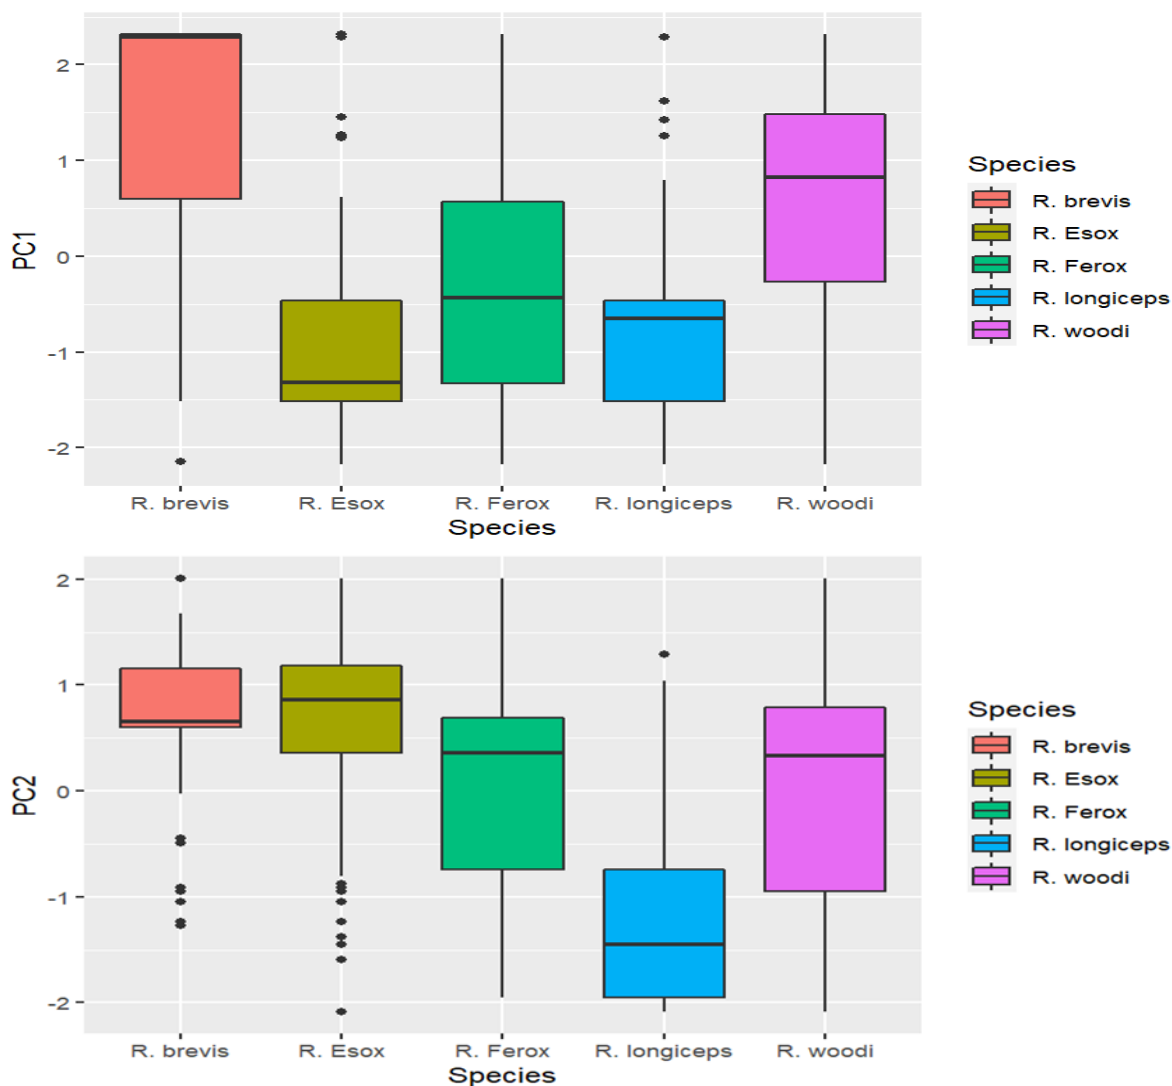 2
1
0
-1
-2
PC1
R. brevis R. Esox R. Ferox R. longiceps R. woodi
Species
Species
R. brevis
R. Esox
R. Ferox
R. longiceps
R. woodi
2
1
0
-1
-2
PC2
R. brevis R. Esox R. Ferox R. longiceps R. woodi
Species
Species
R. brevis
R. Esox
R. Ferox
R. longiceps
R. woodi